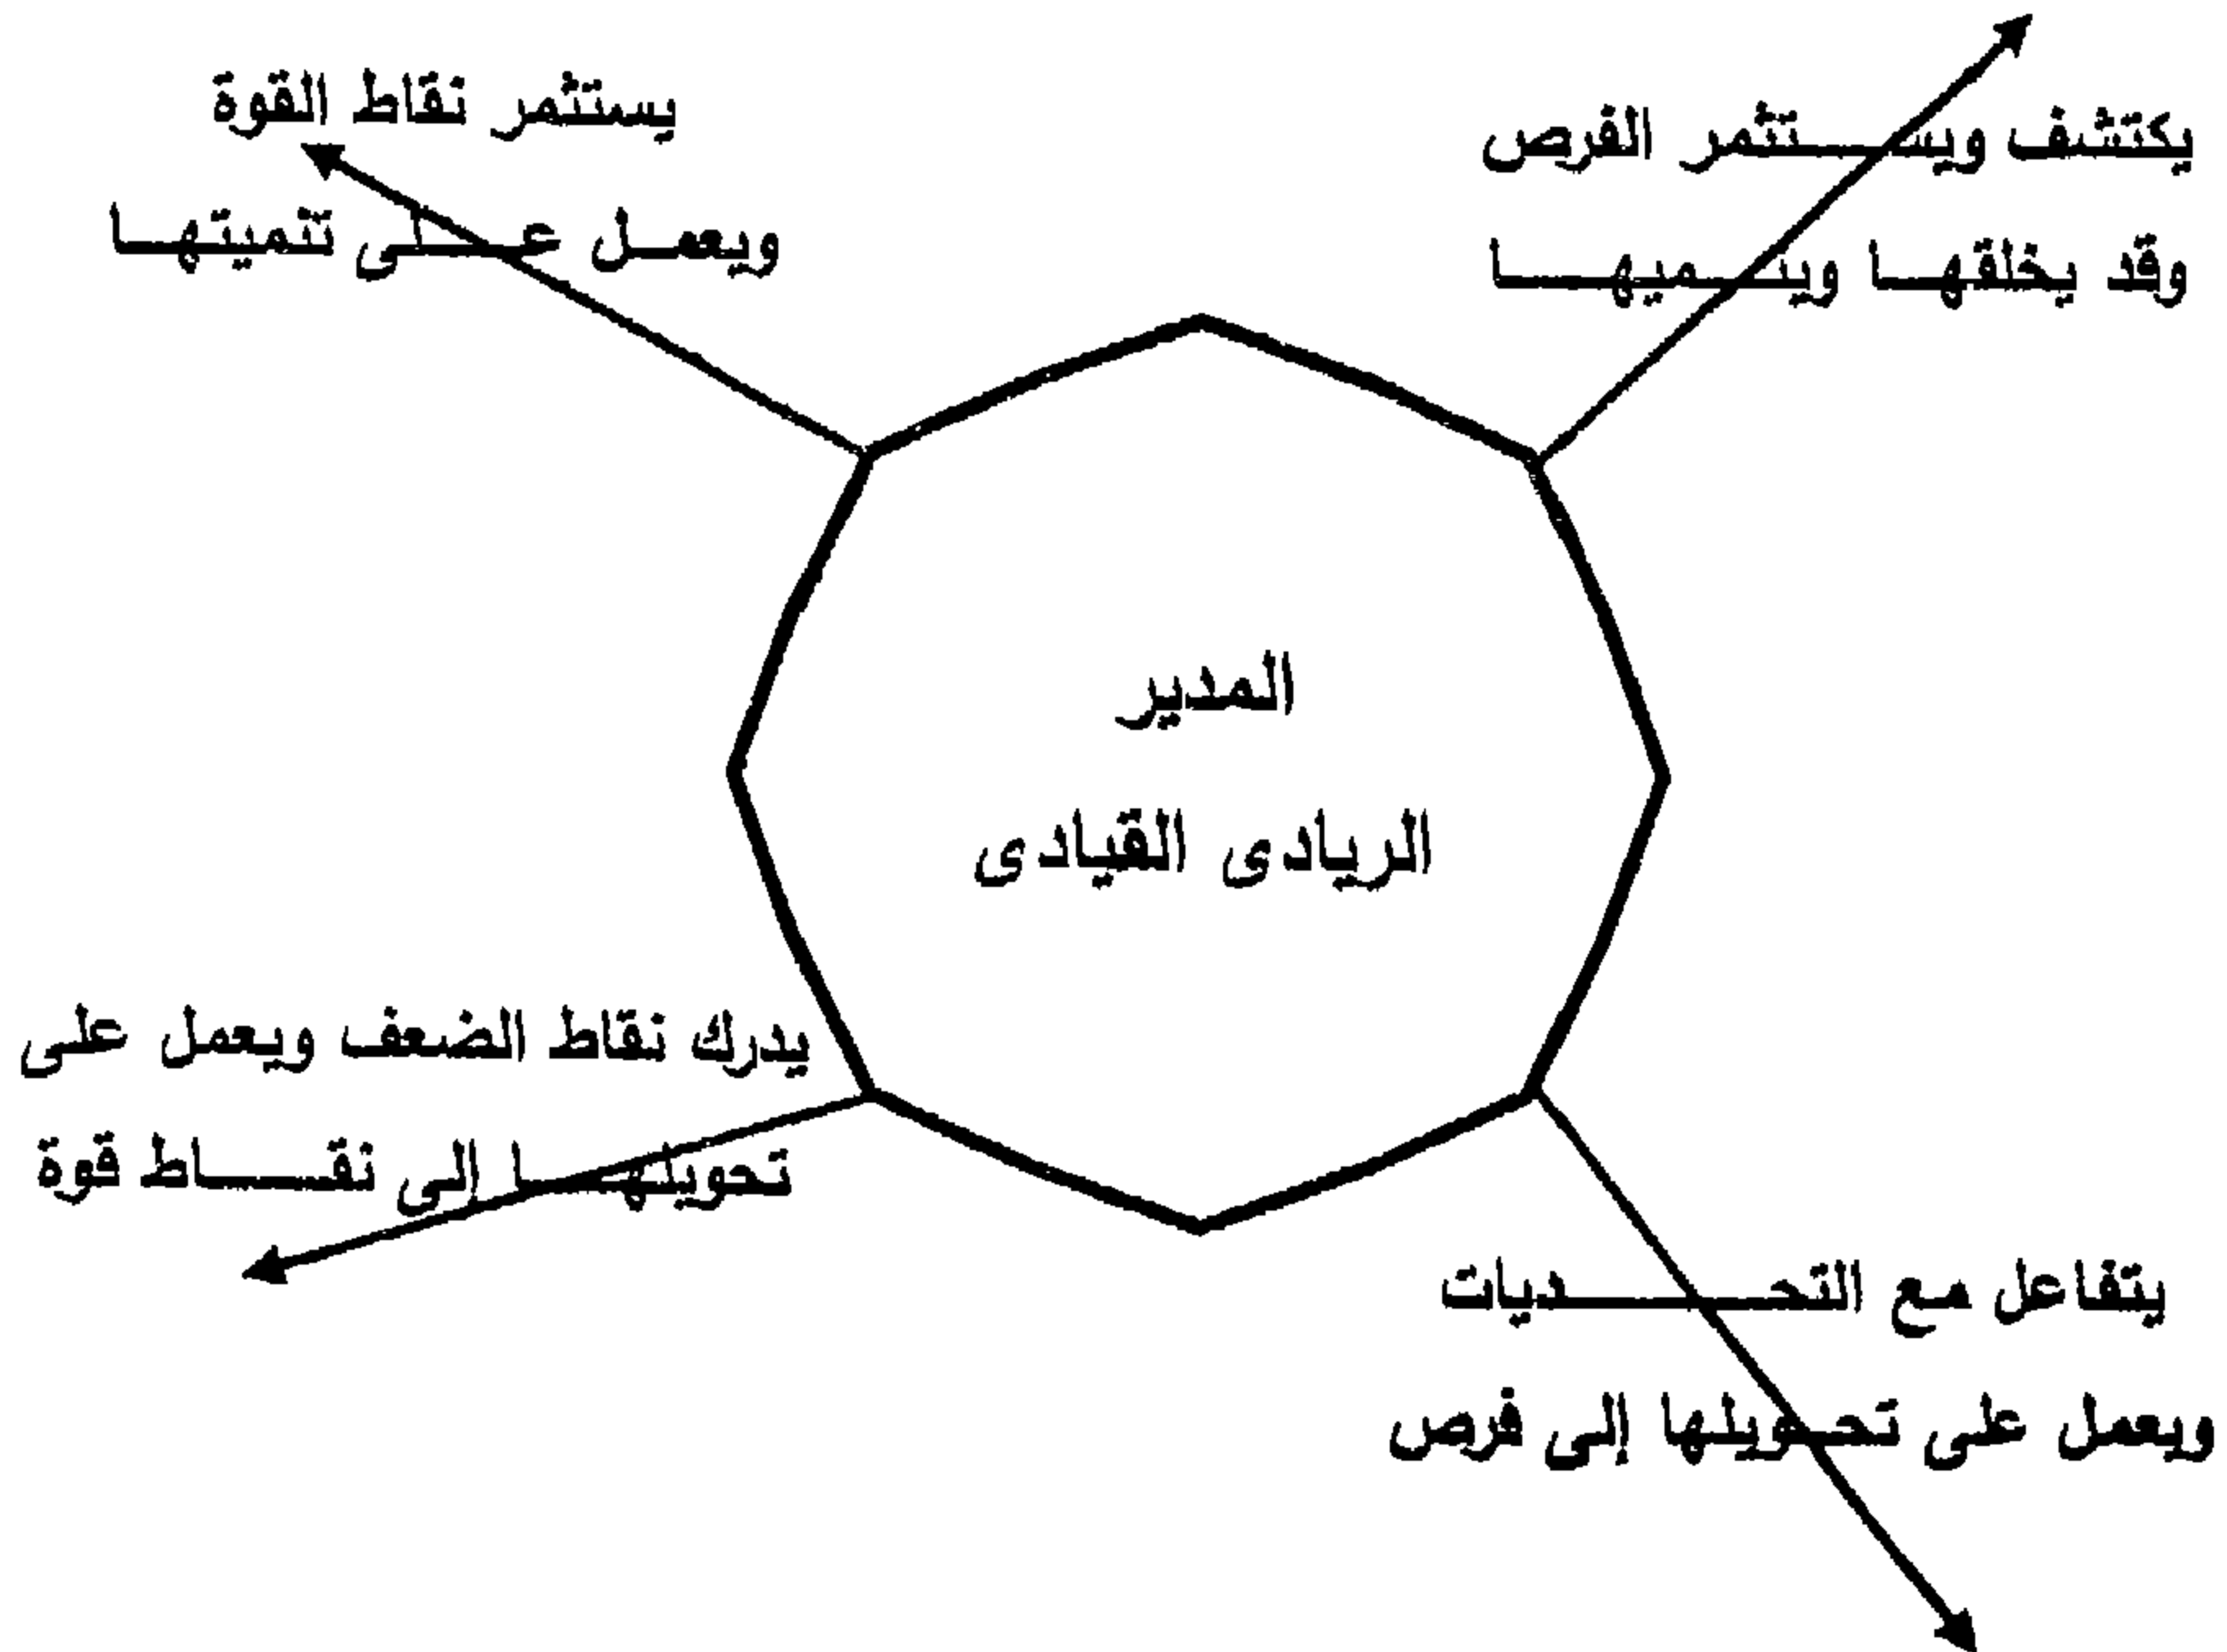 يكتشف ويستثمر الفرص
وقد يخلقها وينميها
يستثمر نقاط القوة
ويعمل على تنميتها
المدير
الريادى القيادى
يدرك نقاط الضعف ويعمل على
تحويلها إلى نقاط قوة
يتفاعل مع التحديات
ويعمل على تحويلها إلى فرص